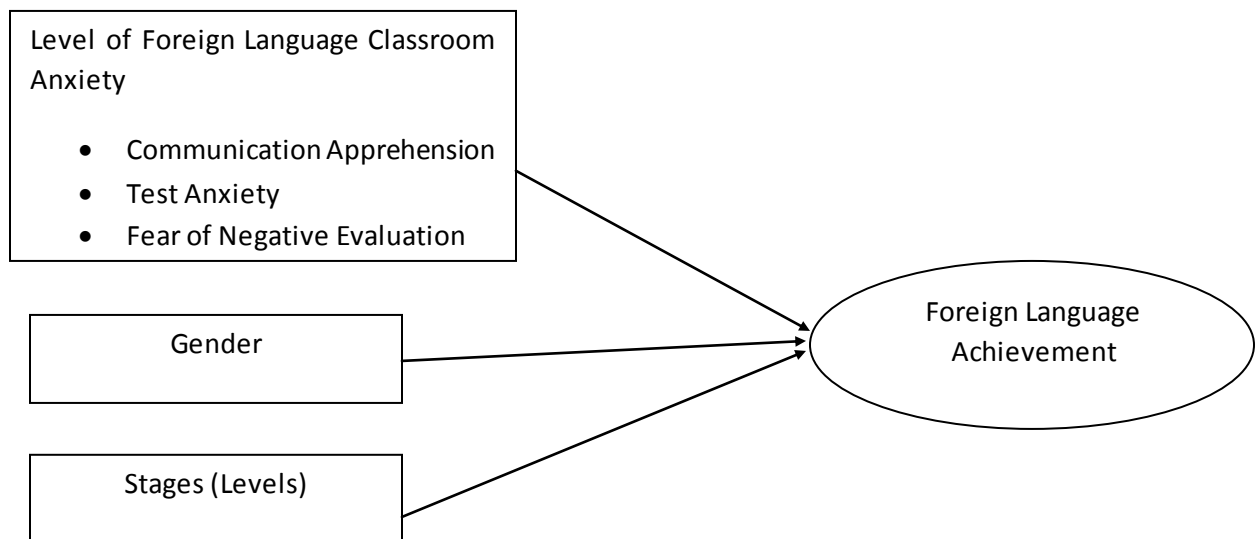 Level of Foreign Language Classroom
Anxiety
• Communication Apprehension
• Test Anxiety
• Fear of Negative Evaluation
Gender
Stages (Levels)
Foreign Language
Achievement